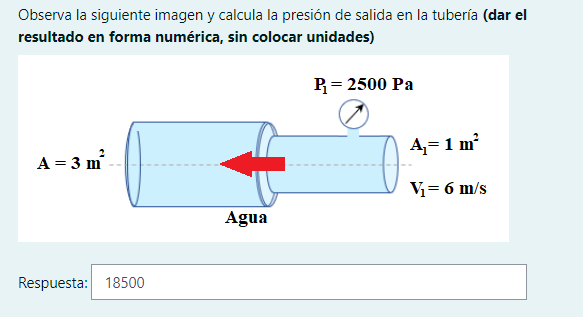 Observa la siguiente imagen y calcula la presión de salida en la tubería (dar el
resultado en forma numérica, sin colocar unidades)
P₁ = 2500 Pa
A₁= 1 m²
A = 3 m²
V₁= 6 m/s
Agua
Respuesta: 18500